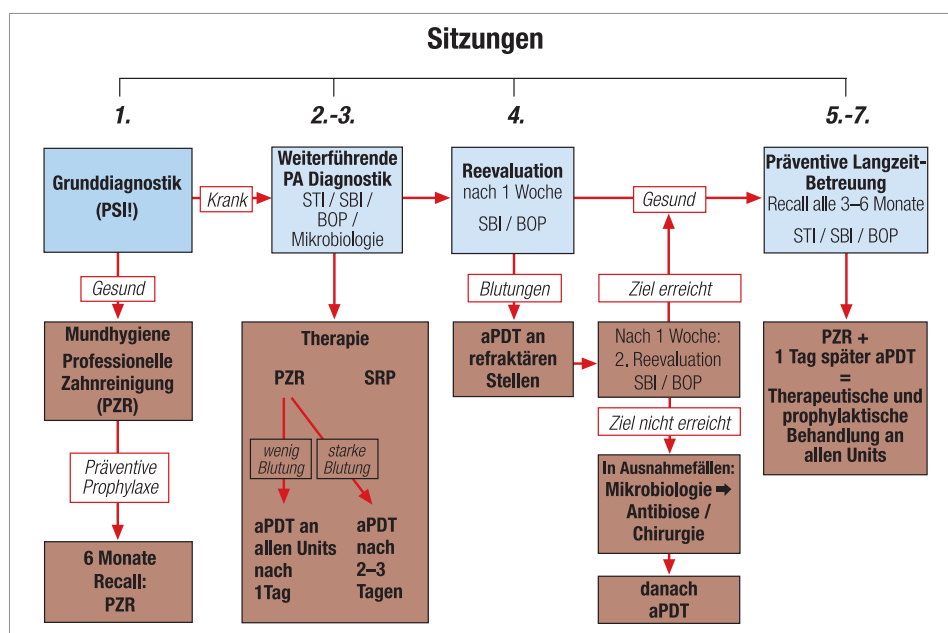 Sitzungen
1.
2.-3.
4.
5.-7.
Grunddiagnostik
(PSI!)
Krank
Weiterführende
PA Diagnostik
STI / SBI /
BOP /
Mikrobiologie
Reevaluation
nach 1 Woche
SBI / BOP
Gesund
Präventive Langzeit-
Betreuung
Recall alle 3–6 Monate
STI / SBI / BOP
Gesund
Mundhygiene
Professionelle
Zahnreinigung
(PZR)
Präventive
Prophylaxe
6 Monate
Recall:
PZR
Therapie
PZR
SRP
wenig
Blutung
starke
Blutung
aPDT an
allen Units
nach
1Tag
aPDT
nach
2–3
Tagen
Blutungen
aPDT an
refraktären
Stellen
Ziel erreicht
Nach 1 Woche:
2. Reevaluation
SBI / BOP
Ziel nicht erreicht
In Ausnahmefällen:
Mikrobiologie ➡
Antibiose /
Chirurgie
danach
aPDT
PZR +
1 Tag später aPDT
=
Therapeutische und
prophylaktische
Behandlung an
allen Units